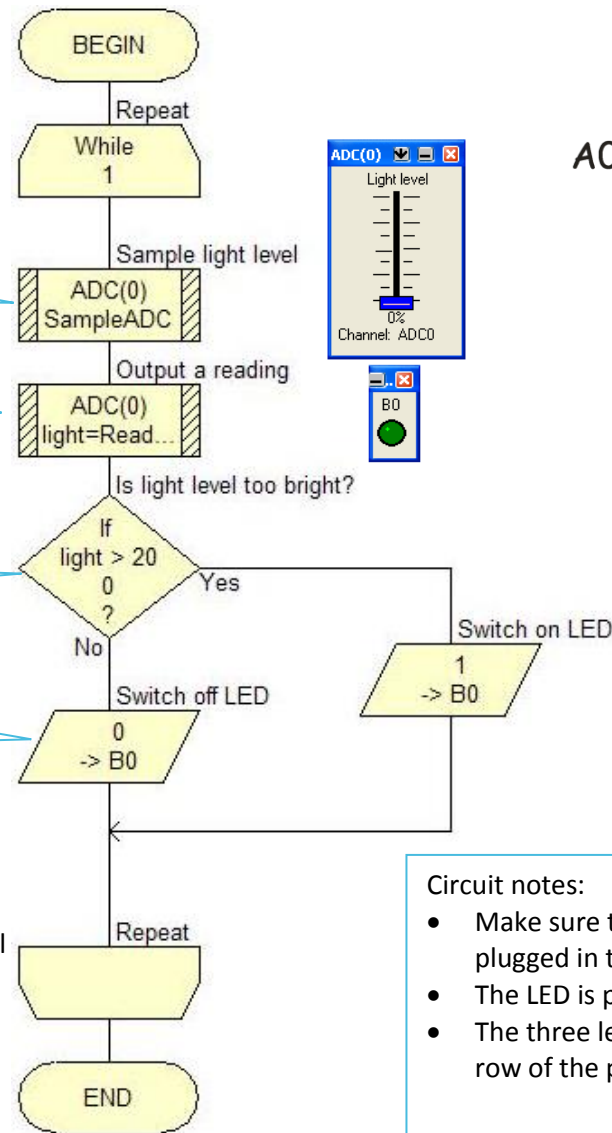 BEGIN
Repeat
While
1
ADC(0)
Light level
0%
Channel: ADC0
B0
Sample light level
ADC(0)
SampleADC
Output a reading
ADC(0)
light=Read...
Is light level too bright?
If
light > 20
0
?
Yes
No
Switch on LED
1
-> B0
Switch off LED
0
-> B0
Repeat
END
Circuit notes:
• Make sure
plugged in
• The LED is
• The three
row of the